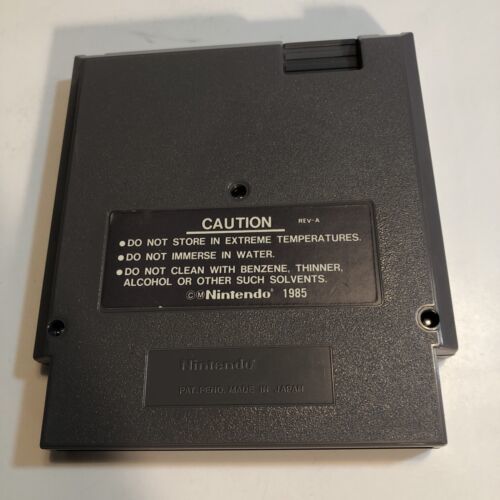 CAUTION REV-A
•DO NOT STORE IN EXTREME TEMPERATURES.
•DO NOT IMMERSE IN WATER.
•DO NOT CLEAN WITH BENZENE, THINNER,
ALCOHOL OR OTHER SUCH SOLVENTS.
©ⓂNintendo® 1985
Nintendo®
PAT. PEND. MADE IN JAPAN